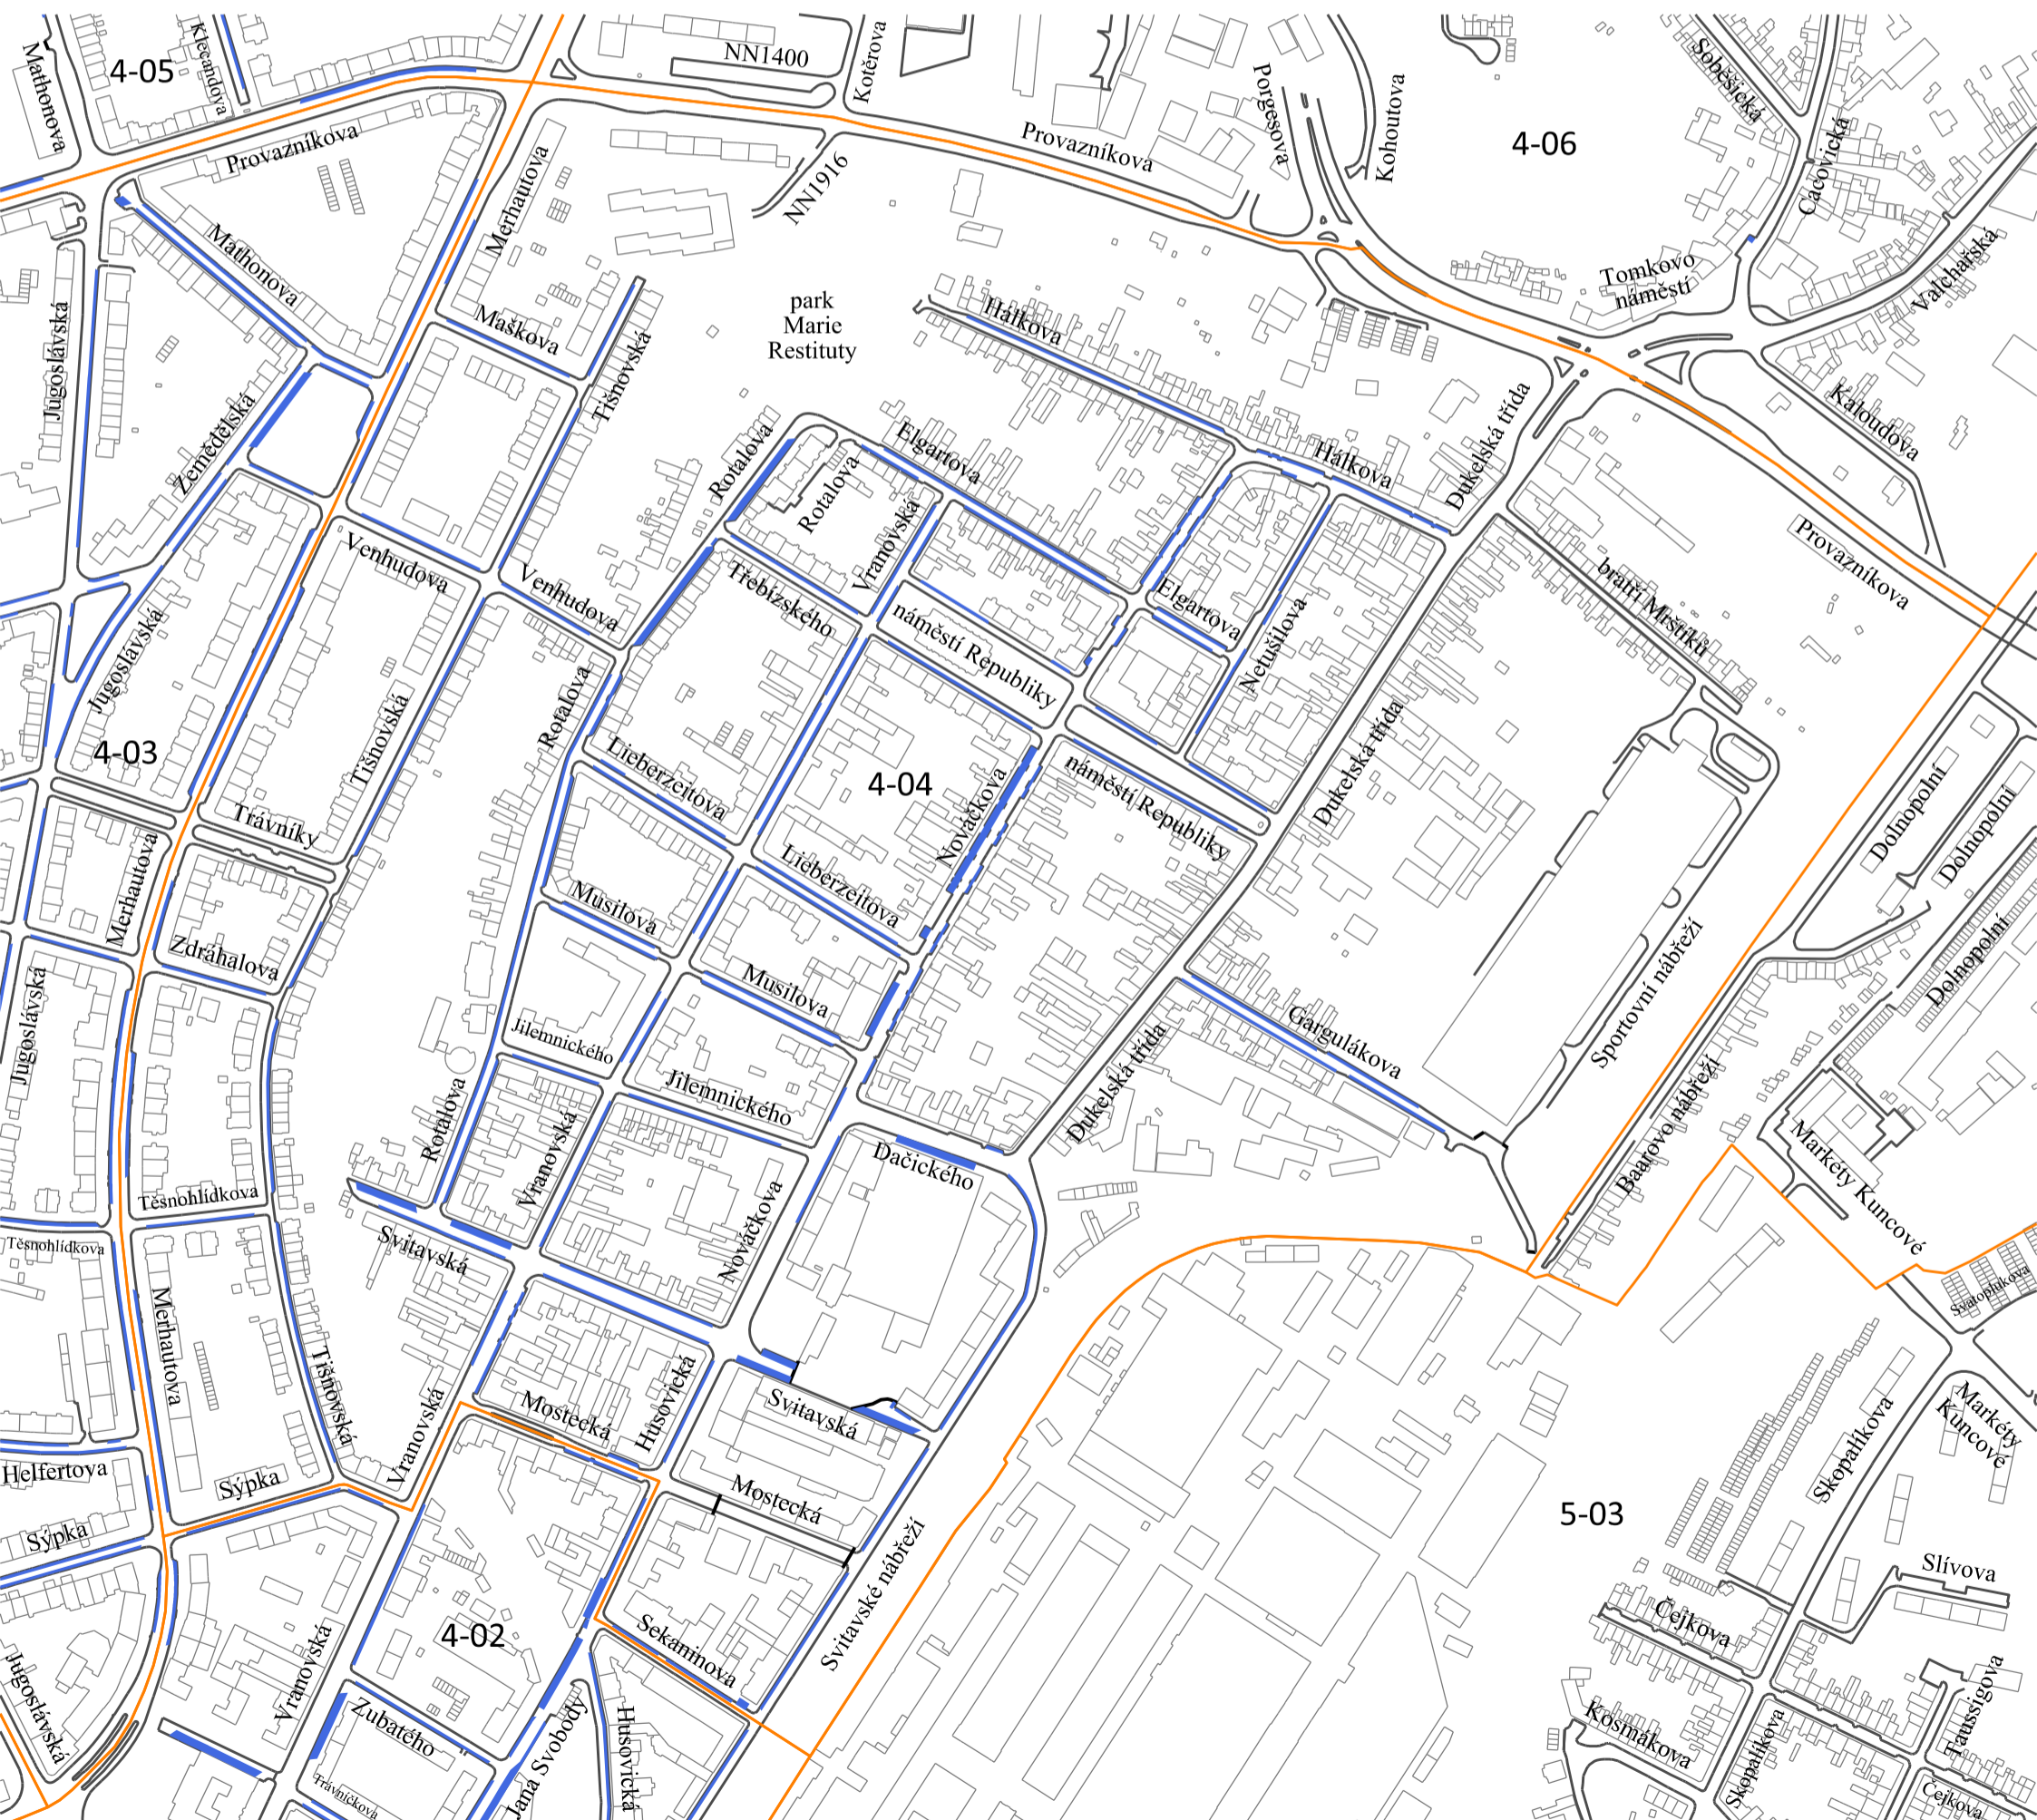 4-05
Klecandova
Mathonova
NN1400
Kotěrova
Provazníkova
Merhautova
NN1916
Provazníkova
Porgesova
Kohoutova
4-06
Soběšická
Cacovická
Valchařská
Tomkovo
náměstí
Mathonova
Jugoslávská
Maškova
Tišnovská
park
Marie
Restituty
Hálkova
Hálkova
Dukelská třída
Kaloudova
Provazníkova
Zemědělská
Rotalova
Rotalova
Elgartova
Vranovská
Venhudova
Venhudova
Třebízského
náměstí Republiky
Elgartova
Netušilova
bratří Mrštíků
Jugoslávská
4-03
Tišnovská
Rotalova
Lieberzeitova
4-04
Nováčkova
náměstí Republiky
Dukelská třída
Dolnopolní
Dolnopolní
Dolnopolní
Trávníky
Merhautova
Zdráhalova
Musilova
Lieberzeitova
Musilova
Jugoslávská
Jilemnického
Jilemnického
Gargulákova
Sportovní nábřeží
Dukelská třída
Baarovo nábřeží
Markéty Kuncové
Rotalova
Vranovská
Dačického
Těsnohlídkova
Těsnohlídkova
Svitavská
Nováčkova
Svatoplukova
Merhautova
Tišnovská
Vranovská
Mostecká
Husovická
Svitavská
Markéty
Kuncové
Skopalíkova
Helfertova
Sýpka
Sýpka
Mostecká
5-03
Svitavské nábřeží
Slívova
Čejkova
4-02
Sekaninova
Jugoslávská
Vranovská
Zubatého
Jana Svobody
Husovická
Trávníčkova
Kosmákova
Skopalíkova
Taussigova
Čejkova